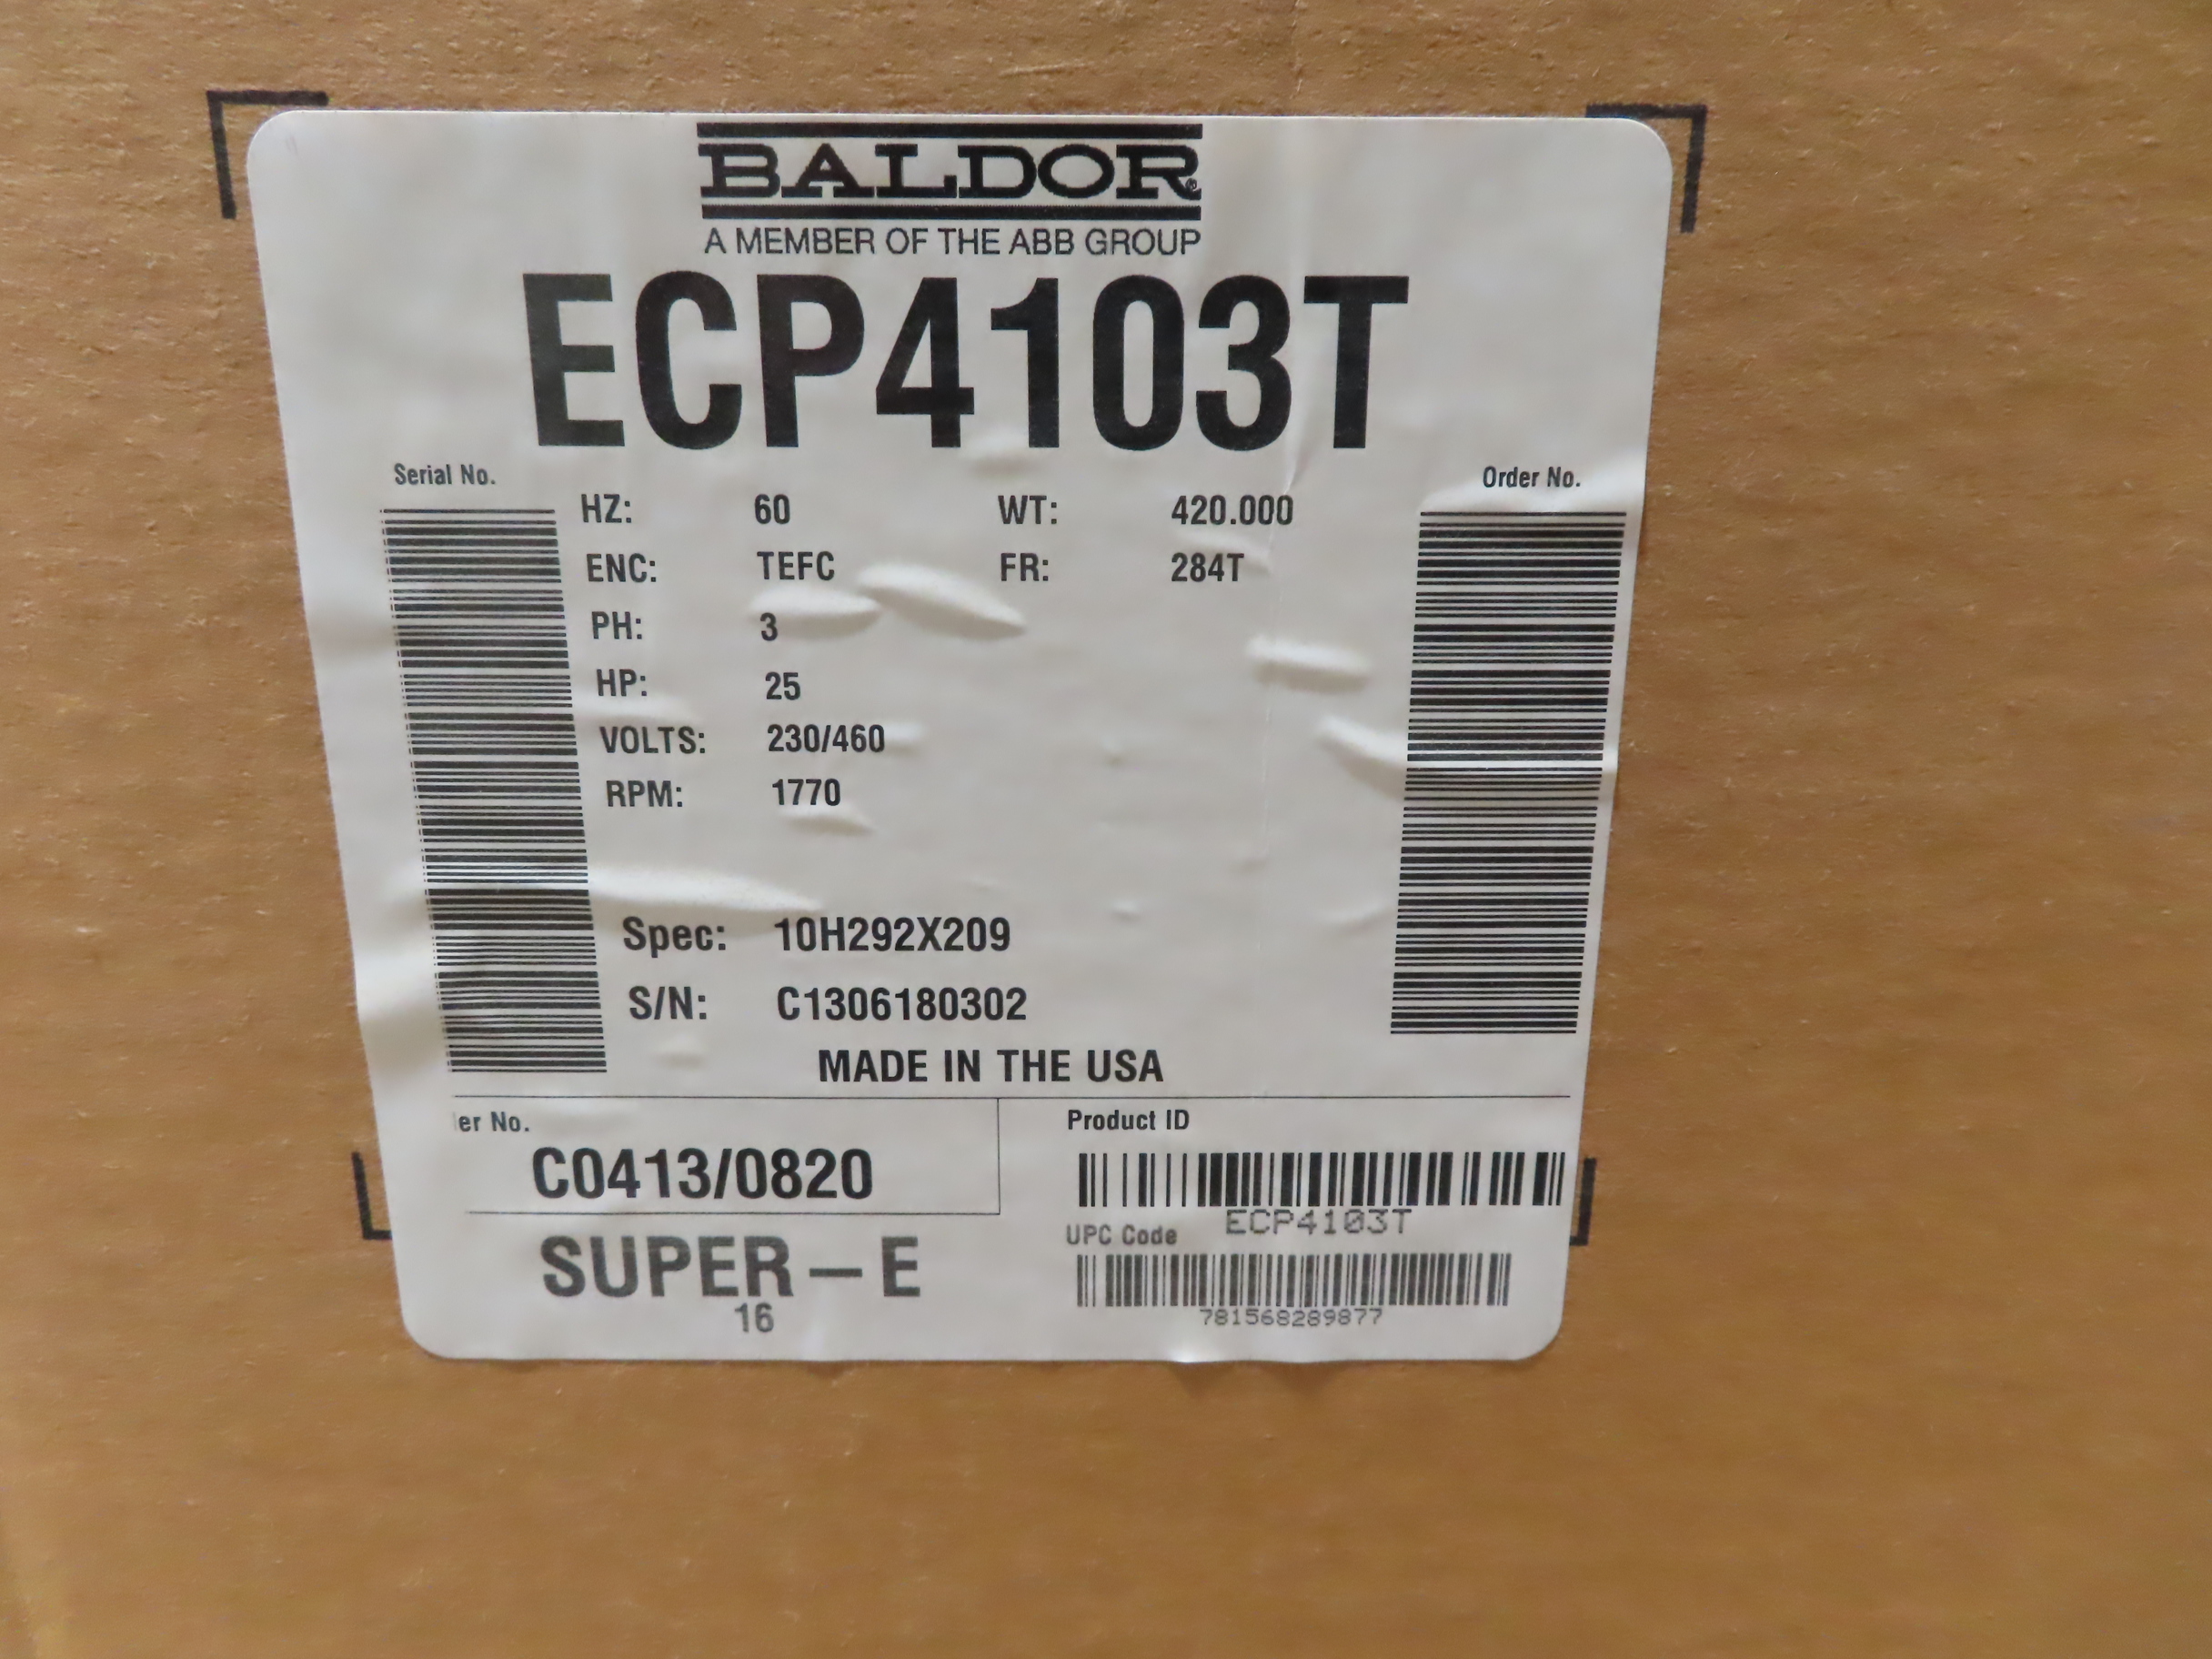 BALDOR®
A MEMBER OF THE ABB GROUP
ECP4103T
Serial No.
Order No.
HZ: 60 WT: 420.000
ENC: TEFC FR: 284T
PH: 3
HP: 25
VOLTS: 230/460
RPM: 1770
Spec: 10H292X209
S/N: C1306180302
MADE IN THE USA
er No.
C0413/0820
SUPER – E
16
Product ID
ECP4103T
UPC Code
781568289877